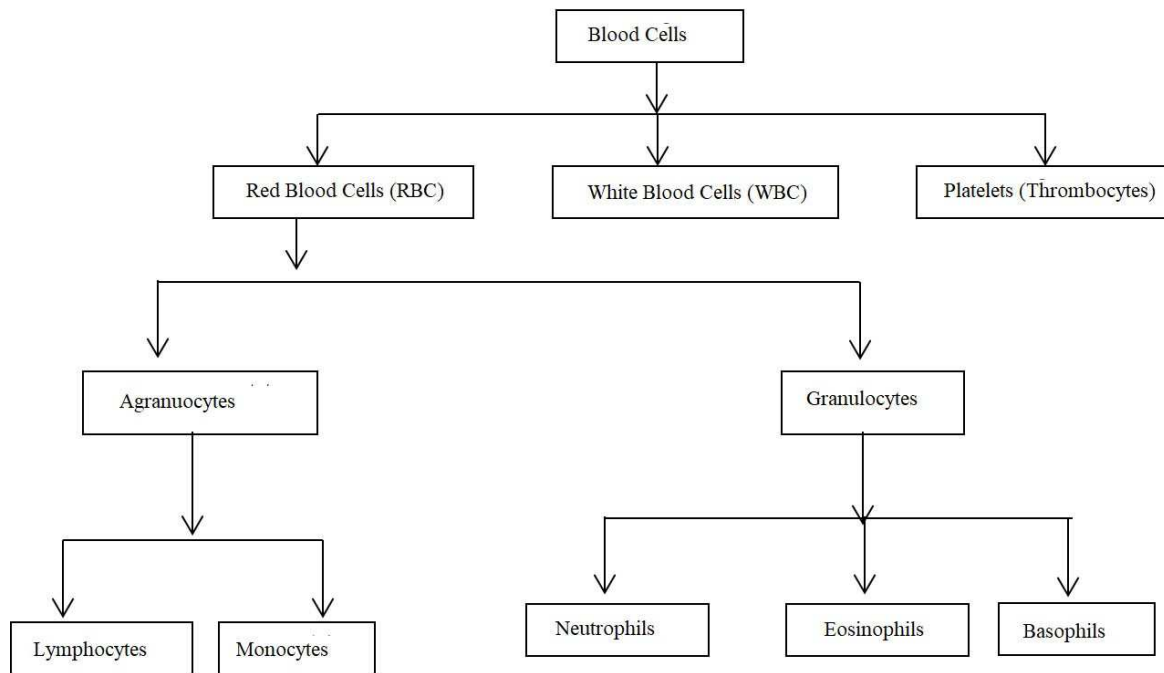 Blood Cells
Red Blood Cells (RBC)
White Blood Cells (WBC)
Platelets (Thrombocytes)
Agranuocytes
Granulocytes
Lymphocytes
Monocytes
Neutrophils
Eosinophils
Basophils